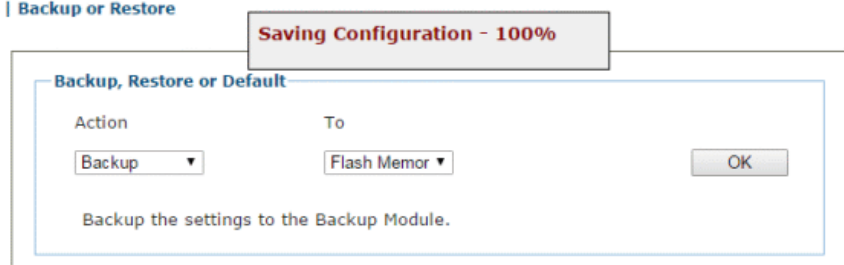 | Backup or Restore
Saving Configuration - 100%
Backup, Restore or Default
Action To
Backup Flash Memor OK
Backup the settings to the Backup Module.